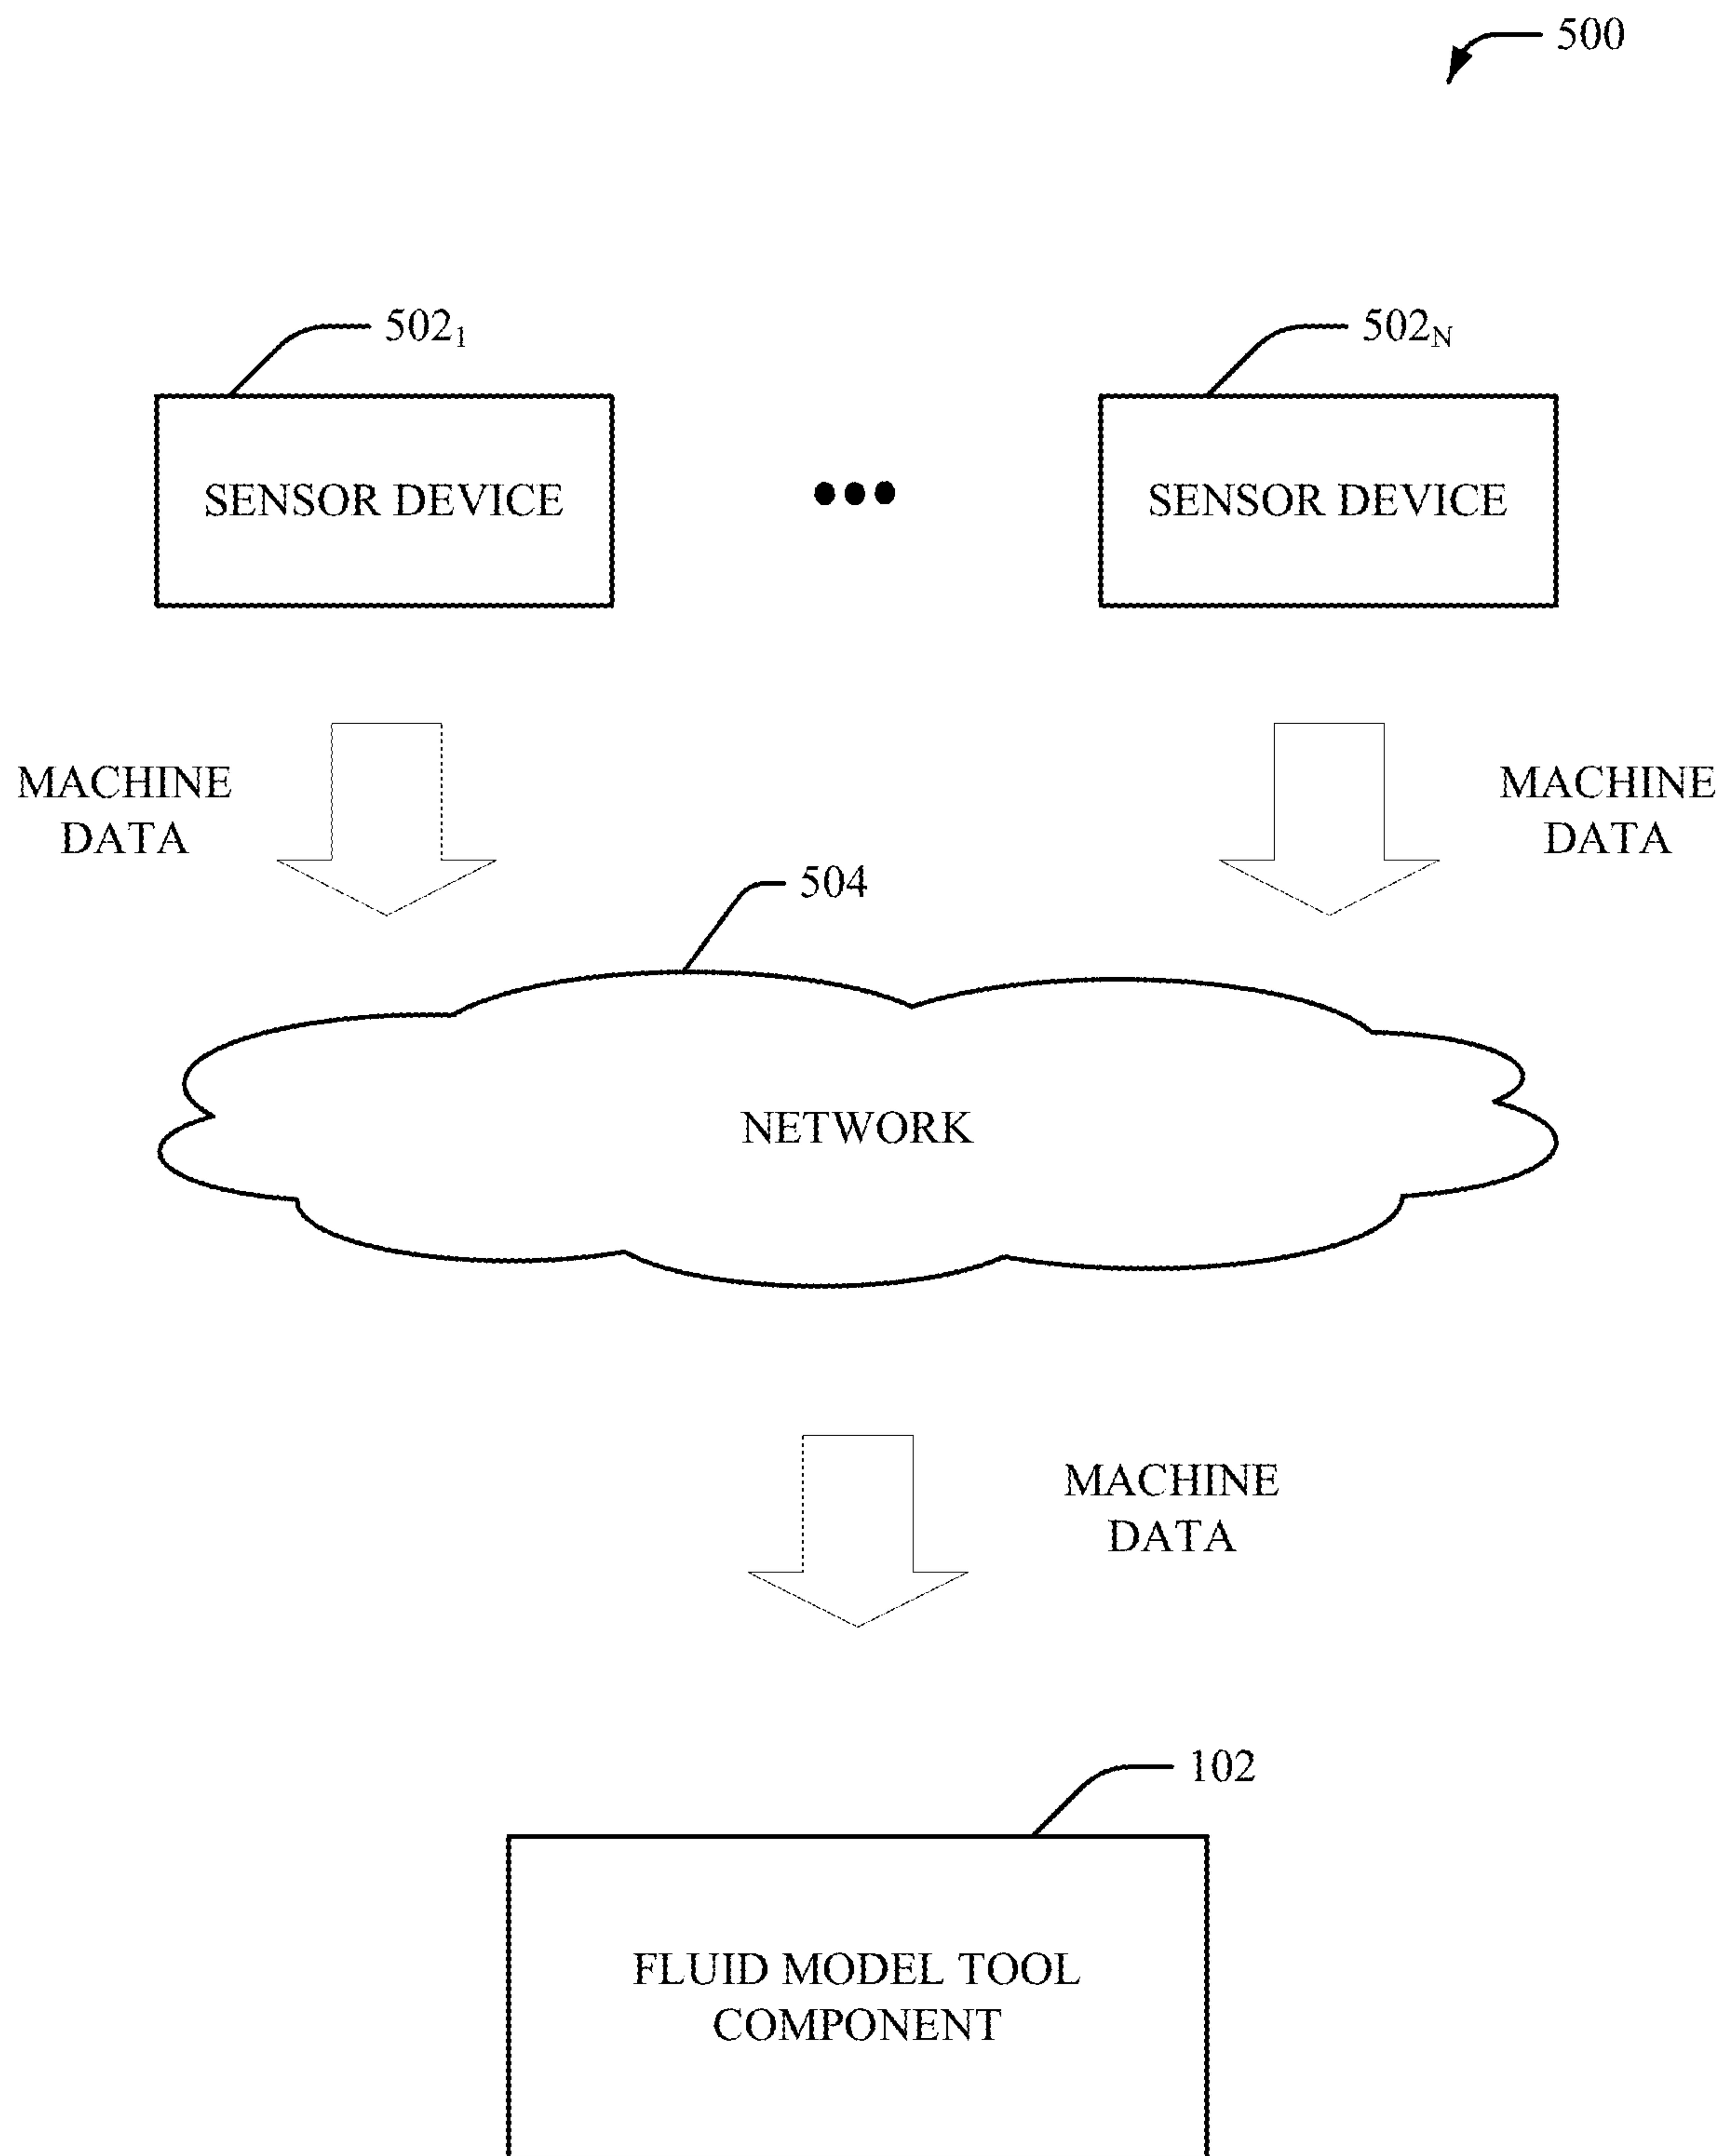 500
502₁
502ɴ
SENSOR DEVICE
SENSOR DEVICE
MACHINE
DATA
MACHINE
DATA
504
NETWORK
MACHINE
DATA
102
FLUID MODEL TOOL
COMPONENT